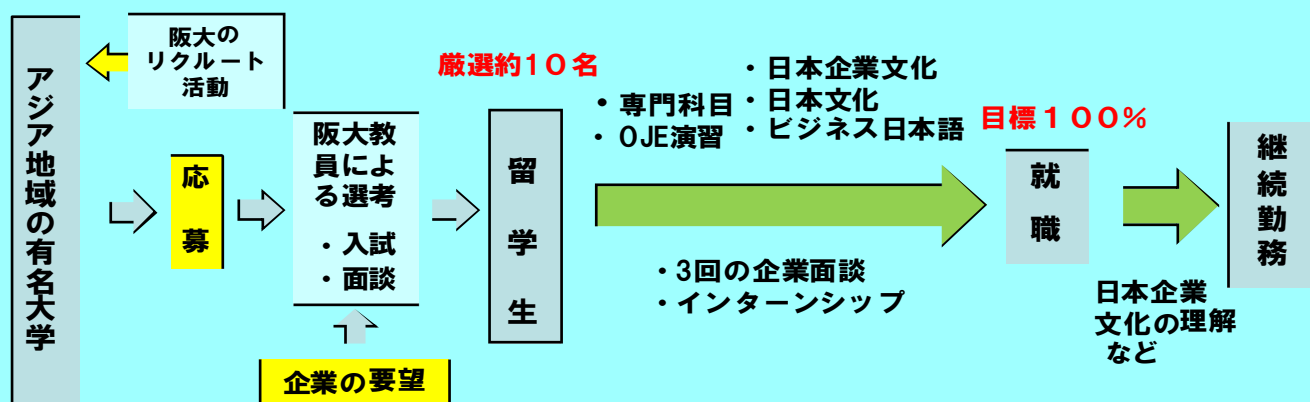 アジア地域の有名大学
阪大の
リクルート
活動
応募
阪大教
員によ
る選考
・入試
・面談
企業の要望
厳選約10名
留学生
・専門科目
・OJE演習
・日本企業文化
・日本文化
・ビジネス日本語
・3回の企業面談
・インターンシップ
目標100%
就職
日本企業
文化の理解
など
継続勤務